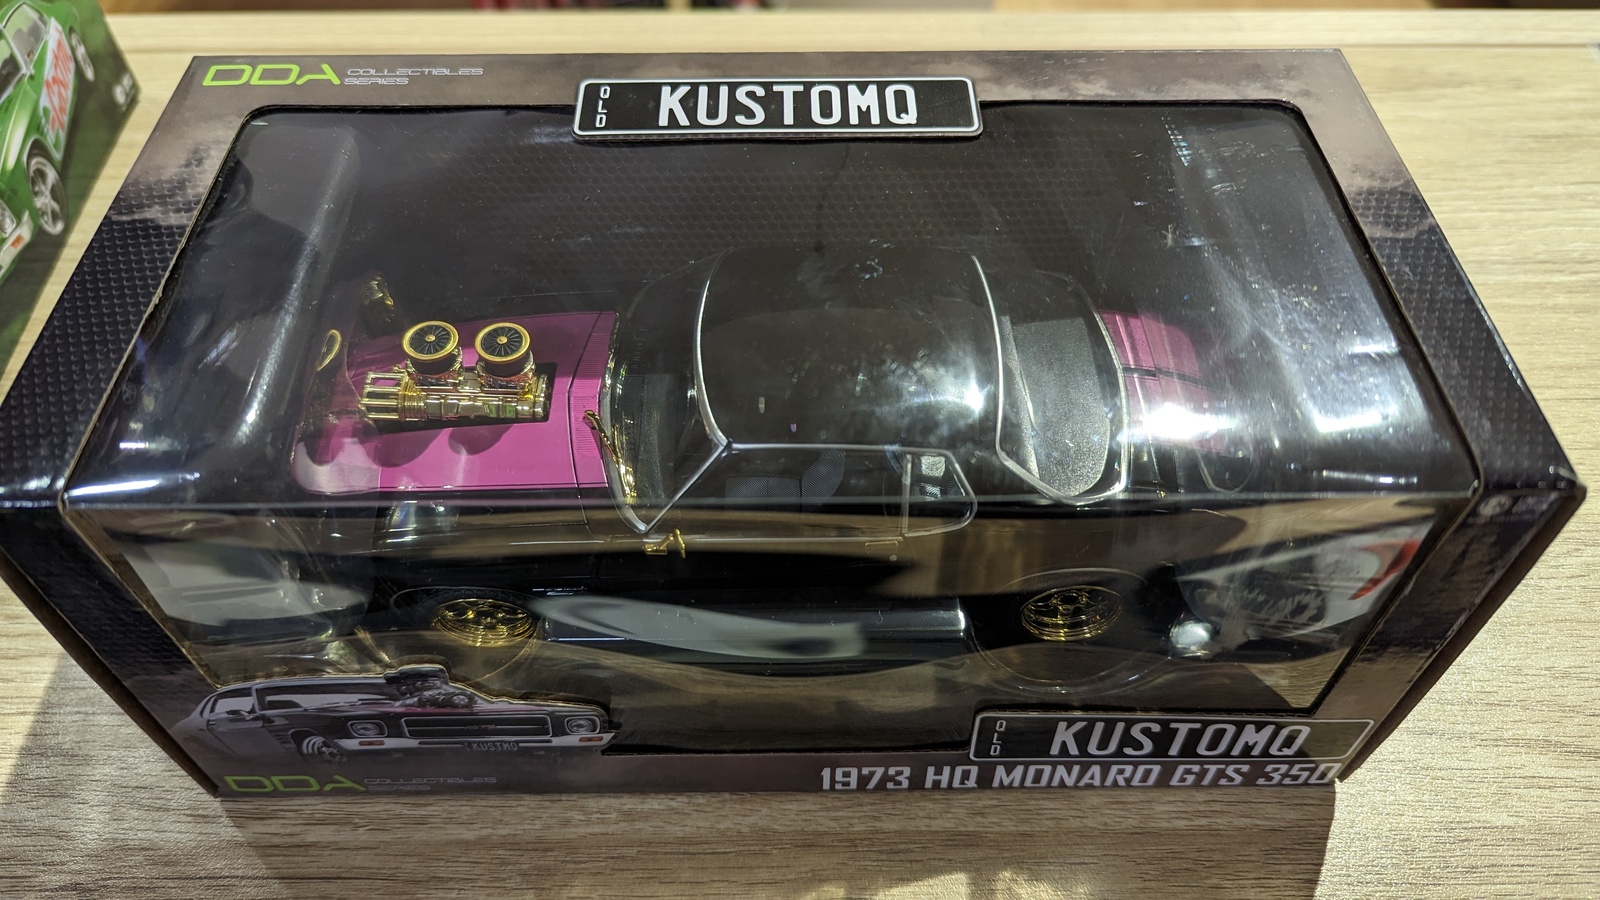 DDA COLLECTIBLES
SERIES
QLD KUSTOMQ
KUSTMQ
QLD KUSTOMQ
DDA COLLECTIBLES
SERIES
1973 HQ MONARO GTS 350